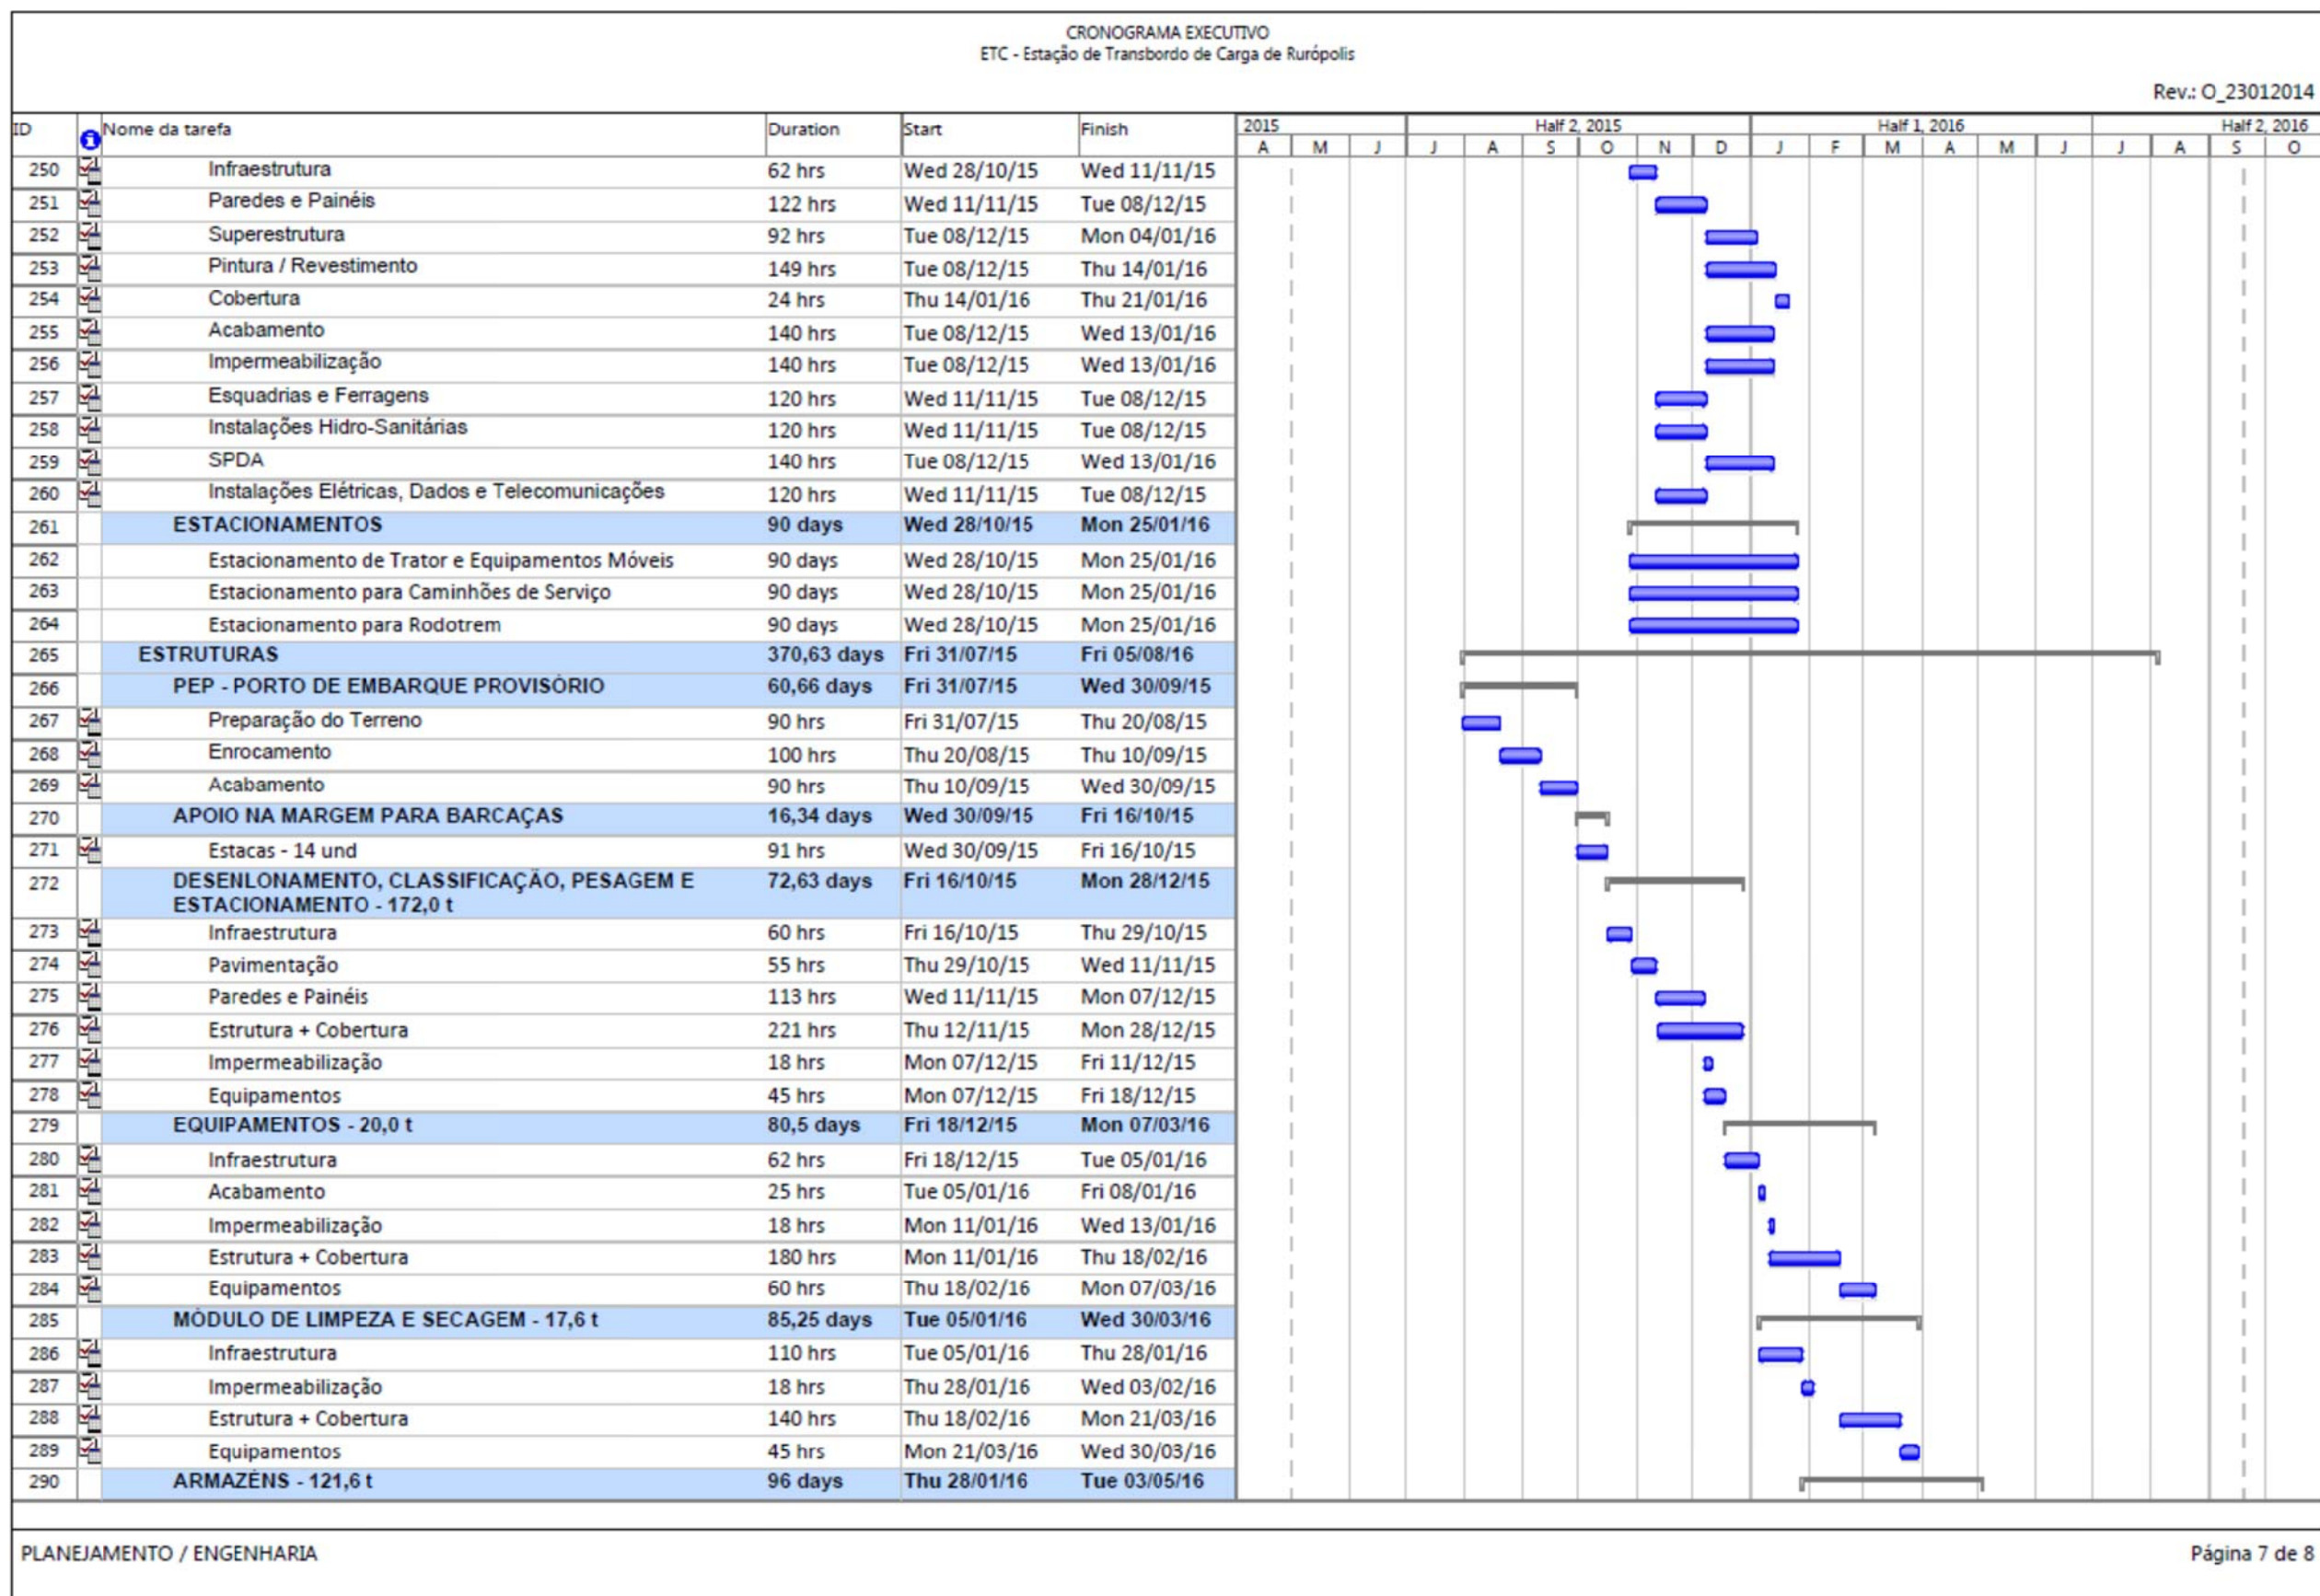 CRONOGRAMA EXECUTIVO
ETC - Estação de Transbordo de Carga de Rurópolis
Rev.: O_23012014
ID Nome da tarefa Duration Start Finish 2015 Half 2, 2015 Half 1, 2016 Half 2, 2016
A M J J A S O N D J F M A M J J A S O
250 Infraestrutura 62 hrs Wed 28/10/15 Wed 11/11/15
251 Paredes e Painéis 122 hrs Wed 11/11/15 Tue 08/12/15
252 Superestrutura 92 hrs Tue 08/12/15 Mon 04/01/16
253 Pintura / Revestimento 149 hrs Tue 08/12/15 Thu 14/01/16
254 Cobertura 24 hrs Thu 14/01/16 Thu 21/01/16
255 Acabamento 140 hrs Tue 08/12/15 Wed 13/01/16
256 Impermeabilização 140 hrs Tue 08/12/15 Wed 13/01/16
257 Esquadrias e Ferragens 120 hrs Wed 11/11/15 Tue 08/12/15
258 Instalações Hidro-Sanitárias 120 hrs Wed 11/11/15 Tue 08/12/15
259 SPDA 140 hrs Tue 08/12/15 Wed 13/01/16
260 Instalações Elétricas, Dados e Telecomunicações 120 hrs Wed 11/11/15 Tue 08/12/15
261 ESTACIONAMENTOS 90 days Wed 28/10/15 Mon 25/01/16
262 Estacionamento de Trator e Equipamentos Móveis 90 days Wed 28/10/15 Mon 25/01/16
263 Estacionamento para Caminhões de Serviço 90 days Wed 28/10/15 Mon 25/01/16
264 Estacionamento para Rodotrem 90 days Wed 28/10/15 Mon 25/01/16
265 ESTRUTURAS 370,63 days Fri 31/07/15 Fri 05/08/16
266 PEP - PORTO DE EMBARQUE PROVISÓRIO 60,66 days Fri 31/07/15 Wed 30/09/15
267 Preparação do Terreno 90 hrs Fri 31/07/15 Thu 20/08/15
268 Enrocamento 100 hrs Thu 20/08/15 Thu 10/09/15
269 Acabamento 90 hrs Thu 10/09/15 Wed 30/09/15
270 APOIO NA MARGEM PARA BARCAÇAS 16,34 days Wed 30/09/15 Fri 16/10/15
271 Estacas - 14 und 91 hrs Wed 30/09/15 Fri 16/10/15
272 DESENLONAMENTO, CLASSIFICAÇÃO, PESAGEM E 72,63 days Fri 16/10/15 Mon 28/12/15
ESTACIONAMENTO - 172,0 t
273 Infraestrutura 60 hrs Fri 16/10/15 Thu 29/10/15
274 Pavimentação 55 hrs Thu 29/10/15 Wed 11/11/15
275 Paredes e Painéis 113 hrs Wed 11/11/15 Mon 07/12/15
276 Estrutura + Cobertura 221 hrs Thu 12/11/15 Mon 28/12/15
277 Impermeabilização 18 hrs Mon 07/12/15 Fri 11/12/15
278 Equipamentos 45 hrs Mon 07/12/15 Fri 18/12/15
279 EQUIPAMENTOS - 20,0 t 80,5 days Fri 18/12/15 Mon 07/03/16
280 Infraestrutura 62 hrs Fri 18/12/15 Tue 05/01/16
281 Acabamento 25 hrs Tue 05/01/16 Fri 08/01/16
282 Impermeabilização 18 hrs Mon 11/01/16 Wed 13/01/16
283 Estrutura + Cobertura 180 hrs Mon 11/01/16 Thu 18/02/16
284 Equipamentos 60 hrs Thu 18/02/16 Mon 07/03/16
285 MÓDULO DE LIMPEZA E SECAGEM - 17,6 t 85,25 days Tue 05/01/16 Wed 30/03/16
286 Infraestrutura 110 hrs Tue 05/01/16 Thu 28/01/16
287 Impermeabilização 18 hrs Thu 28/01/16 Wed 03/02/16
288 Estrutura + Cobertura 140 hrs Thu 18/02/16 Mon 21/03/16
289 Equipamentos 45 hrs Mon 21/03/16 Wed 30/03/16
290 ARMAZÉNS - 121,6 t 96 days Thu 28/01/16 Tue 03/05/16
PLANEJAMENTO / ENGENHARIA Página 7 de 8